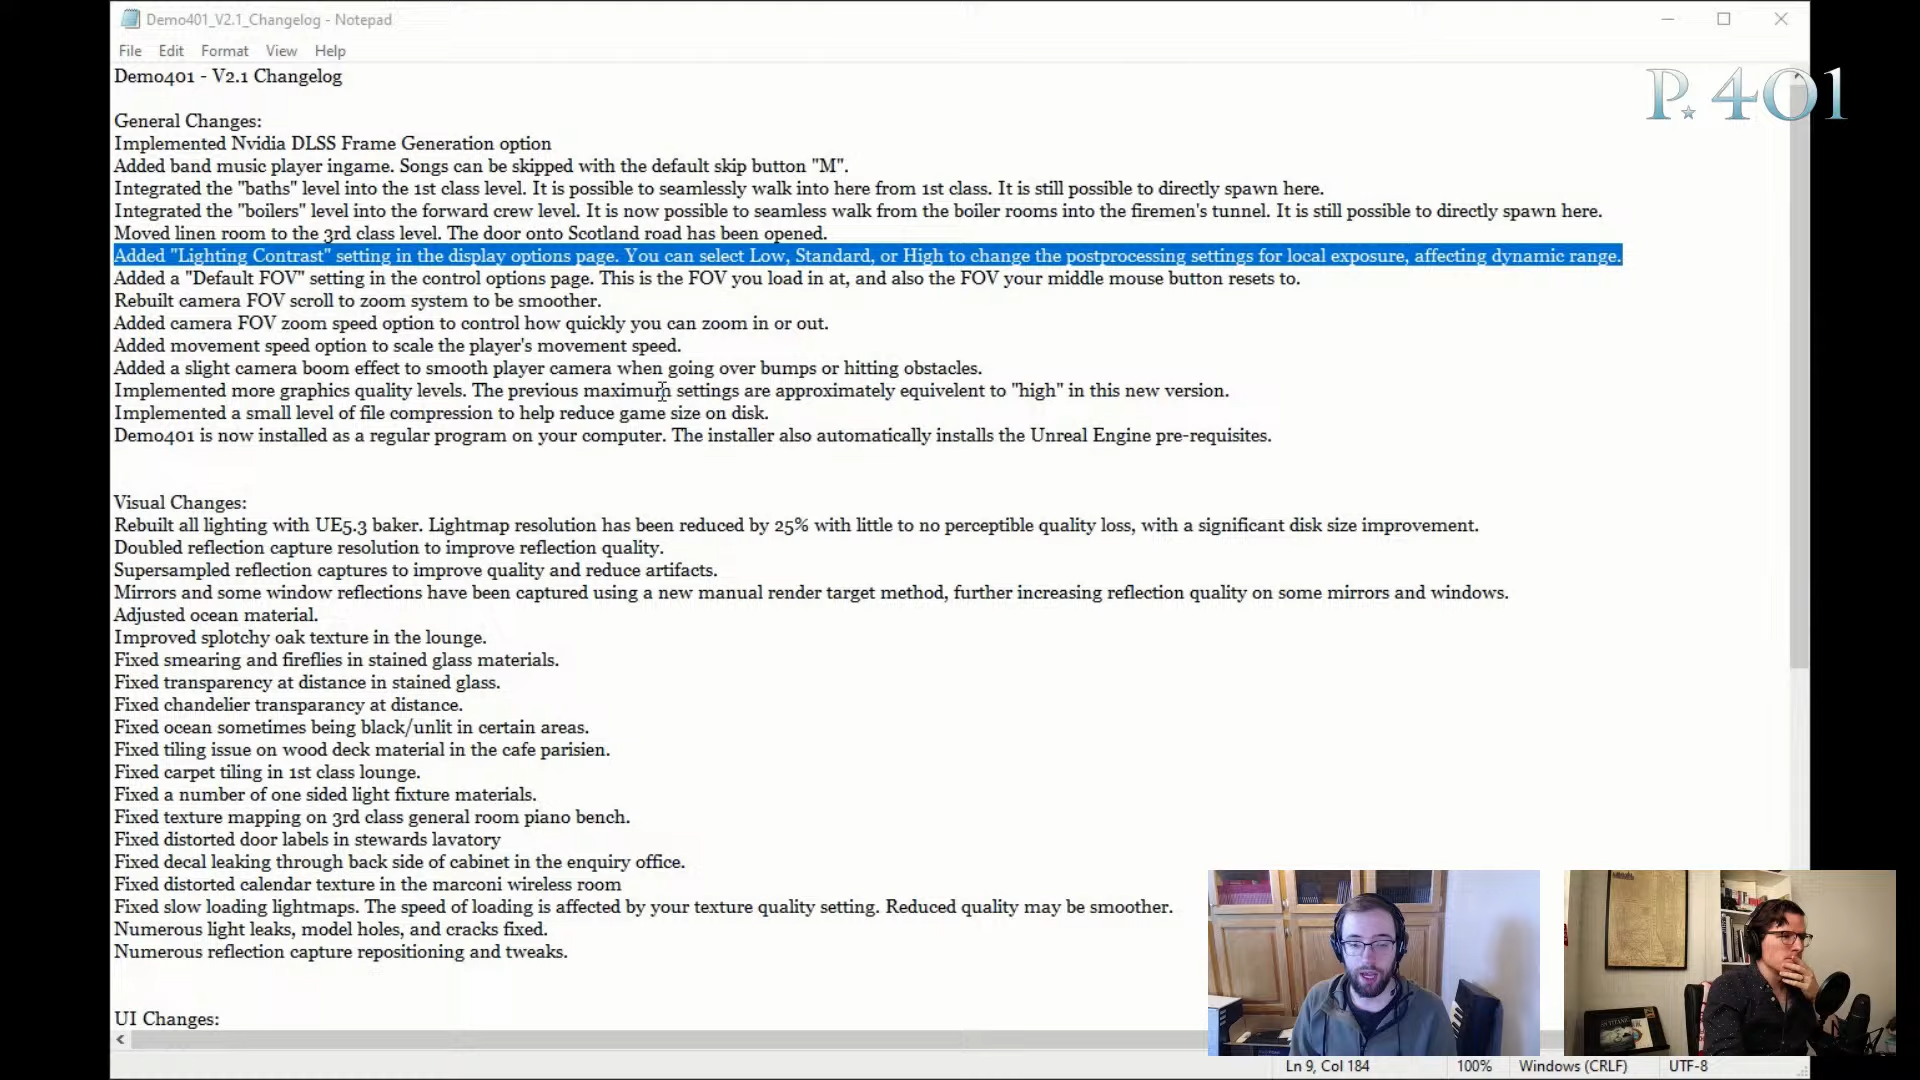 Demo401_V2.1_Changelog - Notepad
File Edit Format View Help
P. 401
Demo401 - V2.1 Changelog
General Changes:
Implemented Nvidia DLSS Frame Generation option
Added band music player ingame. Songs can be skipped with the default skip button "M".
Integrated the "baths" level into the 1st class level. It is possible to seamlessly walk into here from 1st class. It is still possible to directly spawn here.
Integrated the "boilers" level into the forward crew level. It is now possible to seamless walk from the boiler rooms into the firemen's tunnel. It is still possible to directly spawn here.
Moved linen room to the 3rd class level. The door onto Scotland road has been opened.
Added "Lighting Contrast" setting in the display options page. You can select Low, Standard, or High to change the postprocessing settings for local exposure, affecting dynamic range.
Added a "Default FOV" setting in the control options page. This is the FOV you load in at, and also the FOV your middle mouse button resets to.
Rebuilt camera FOV scroll to zoom system to be smoother.
Added camera FOV zoom speed option to control how quickly you can zoom in or out.
Added movement speed option to scale the player's movement speed.
Added a slight camera boom effect to smooth player camera when going over bumps or hitting obstacles.
Implemented more graphics quality levels. The previous maximum settings are approximately equivelent to "high" in this new version.
Implemented a small level of file compression to help reduce game size on disk.
Demo401 is now installed as a regular program on your computer. The installer also automatically installs the Unreal Engine pre-requisites.
Visual Changes:
Rebuilt all lighting with UE5.3 baker. Lightmap resolution has been reduced by 25% with little to no perceptible quality loss, with a significant disk size improvement.
Doubled reflection capture resolution to improve reflection quality.
Supersampled reflection captures to improve quality and reduce artifacts.
Mirrors and some window reflections have been captured using a new manual render target method, further increasing reflection quality on some mirrors and windows.
Adjusted ocean material.
Improved splotchy oak texture in the lounge.
Fixed smearing and fireflies in stained glass materials.
Fixed transparency at distance in stained glass.
Fixed chandelier transparancy at distance.
Fixed ocean sometimes being black/unlit in certain areas.
Fixed tiling issue on wood deck material in the cafe parisien.
Fixed carpet tiling in 1st class lounge.
Fixed a number of one sided light fixture materials.
Fixed texture mapping on 3rd class general room piano bench.
Fixed distorted door labels in stewards lavatory
Fixed decal leaking through back side of cabinet in the enquiry office.
Fixed distorted calendar texture in the marconi wireless room
Fixed slow loading lightmaps. The speed of loading is affected by your texture quality setting. Reduced quality may be smoother.
Numerous light leaks, model holes, and cracks fixed.
Numerous reflection capture repositioning and tweaks.
UI Changes:
Ln 9, Col 184 100% Windows (CRLF) UTF-8